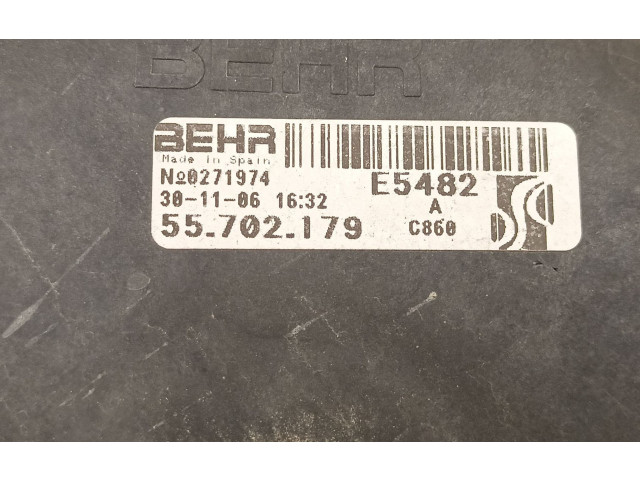 BEHR
BEHR
Made in Spain
№0271974
30-11-06 16:32
55.702.179
E5482
A
C860